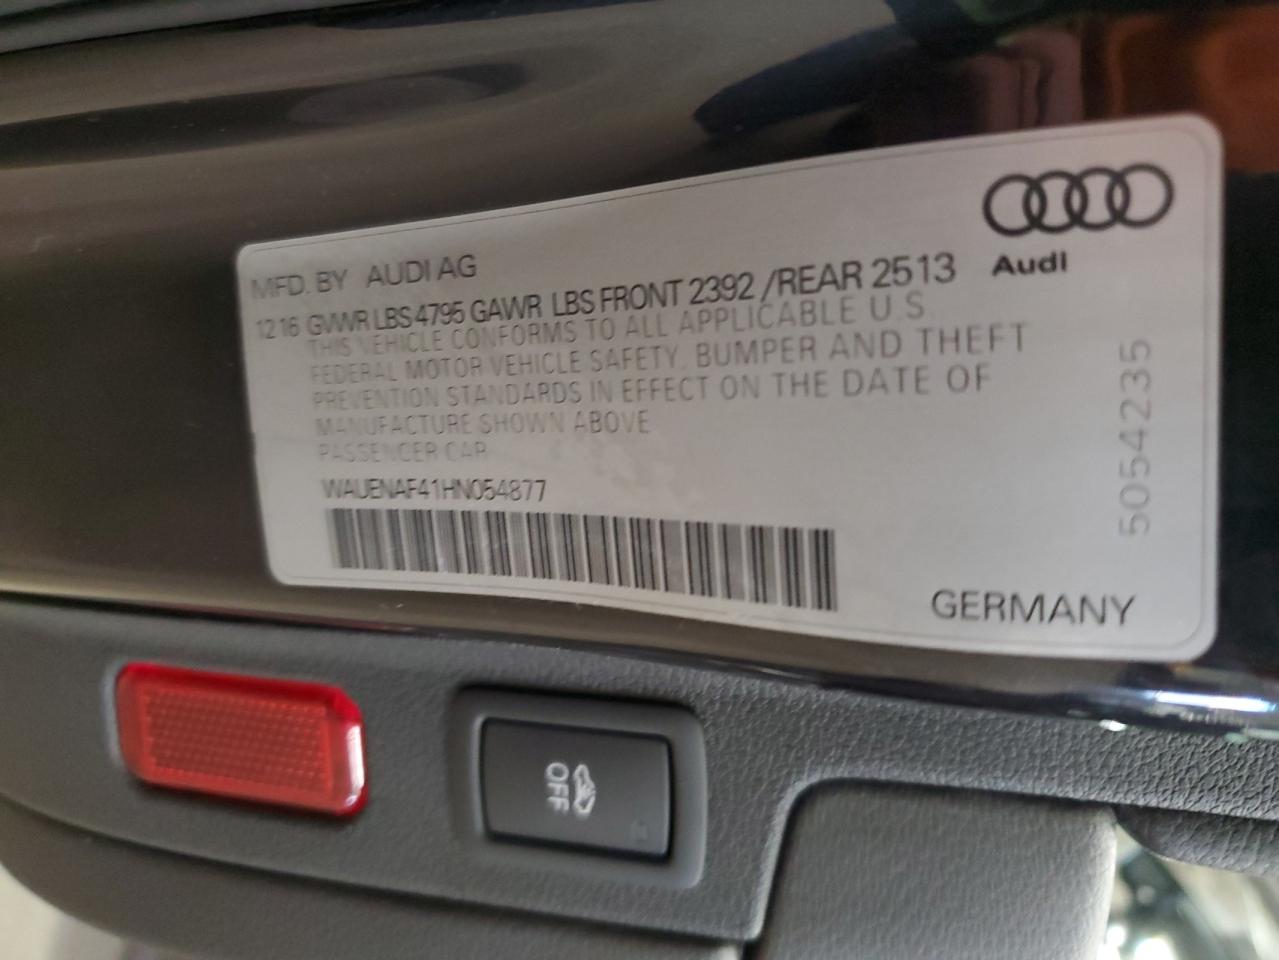 MFD. BY AUDI AG
12 16 GVWR LBS 4795 GAWR LBS FRONT 2392 /REAR 2513
THIS VEHICLE CONFORMS TO ALL APPLICABLE U.S.
FEDERAL MOTOR VEHICLE SAFETY, BUMPER AND THEFT
PREVENTION STANDARDS IN EFFECT ON THE DATE OF
MANUFACTURE SHOWN ABOVE
PASSENCER CAR
WAUENAF41HN054877
Audi
5054235
GERMANY
OFF